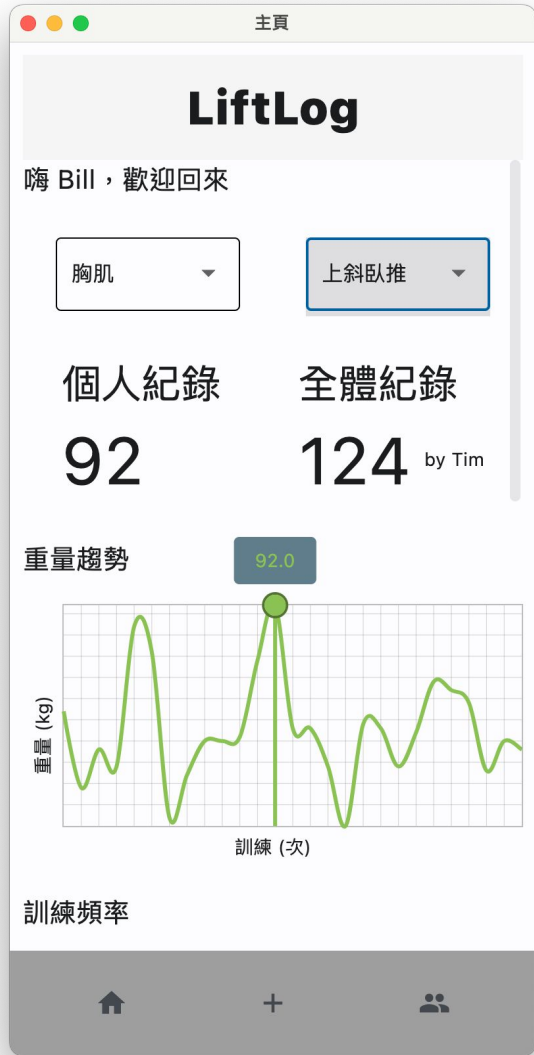 主頁
LiftLog
嗨 Bill，歡迎回來
胸肌
上斜臥推
個人紀錄
全體紀錄
92
124 by Tim
重量趨勢
92.0
重量 (kg)
訓練 (次)
訓練頻率